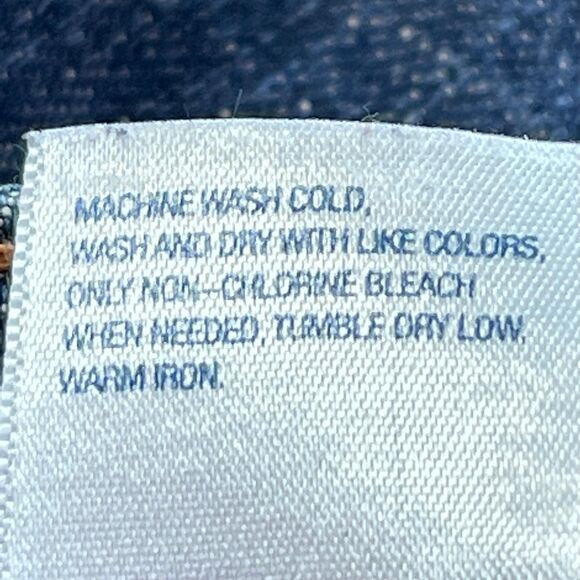 MACHINE WASH COLD,
WASH AND DRY WITH LIKE COLORS,
ONLY NON-CHLORINE BLEACH
WHEN NEEDED, TUMBLE DRY LOW,
WARM IRON.